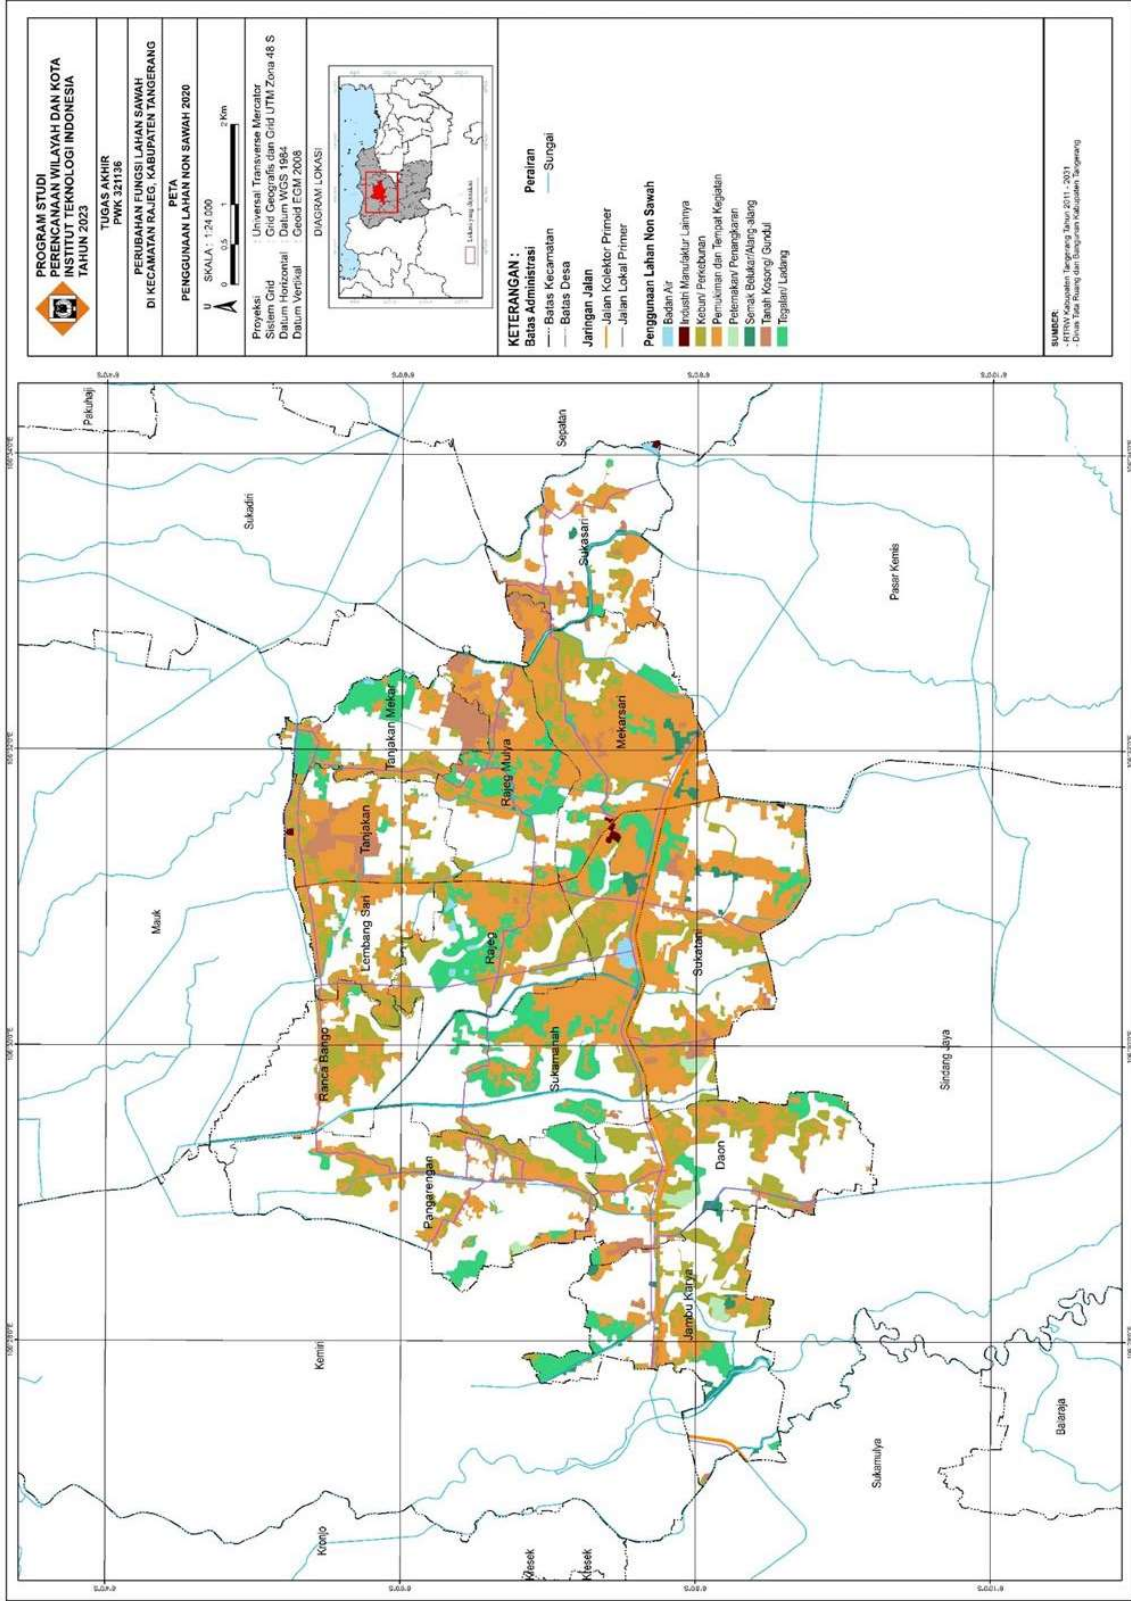 PROGRAM STUDI
PERENCANAAN WILAYAH DAN KOTA
INSTITUT TEKNOLOGI INDONESIA
TAHUN 2023
TUGAS AKHIR
PWK 321136
PERUBAHAN FUNGSI LAHAN SAWAH
DI KECAMATAN RAJEG, KABUPATEN TANGERANG
PETA
PENGGUNAAN LAHAN NON SAWAH 2020
U
SKALA : 1:24.000
0 0.5 1 2 Km
Proyeksi : Universal Transverse Mercator
Sistem Grid : Grid Geografis dan Grid UTM Zona 48 S
Datum Horizontal : Datum WGS 1984
Datum Vertikal : Geoid EGM 2008
DIAGRAM LOKASI
KETERANGAN :
Batas Administrasi
Batas Kecamatan
Batas Desa
Perairan
Sungai
Jaringan Jalan
Jalan Kolektor Primer
Jalan Lokal Primer
Penggunaan Lahan Non Sawah
Badan Air
Industri Manufaktur Lainnya
Kebun/ Perkebunan
Pemukiman dan Tempat Kegiatan
Peternakan/ Penangkaran
Semak Belukar/Alang-alang
Tanah Kosong/ Gundul
Tegalan/ Ladang
SUMBER:
- RTRW Kabupaten Tangerang Tahun 2011 - 2031
- Dinas Tata Ruang dan Bangunan Kabupaten Tangerang
Kronjo
Kemiri
Mauk
Sukadiri
Pakuhaji
Sepatan
Kresek
Kresek
Pangarengan
Ranca Bango
Lembang Sari
Tanjakan
Tanjakan Mekar
Sukamanah
Rajeg
Rajeg Mulya
Sukasari
Jambu Karya
Daon
Sukatani
Mekarsari
Sukamulya
Balaraja
Sindang Jaya
Pasar Kemis